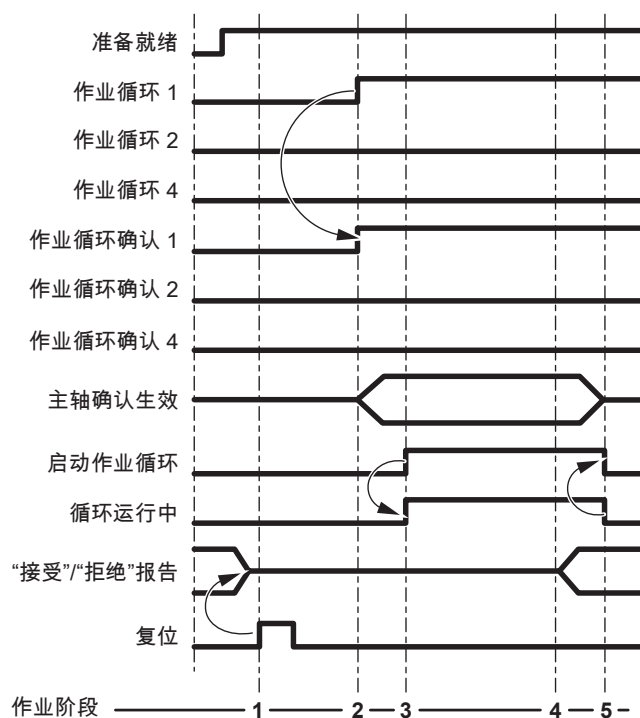 准备就绪
作业循环 1
作业循环 2
作业循环 4
作业循环确认 1
作业循环确认 2
作业循环确认 4
主轴确认生效
启动作业循环
循环运行中
“接受”/“拒绝”报告
复位
作业阶段 1 2 3 4 5